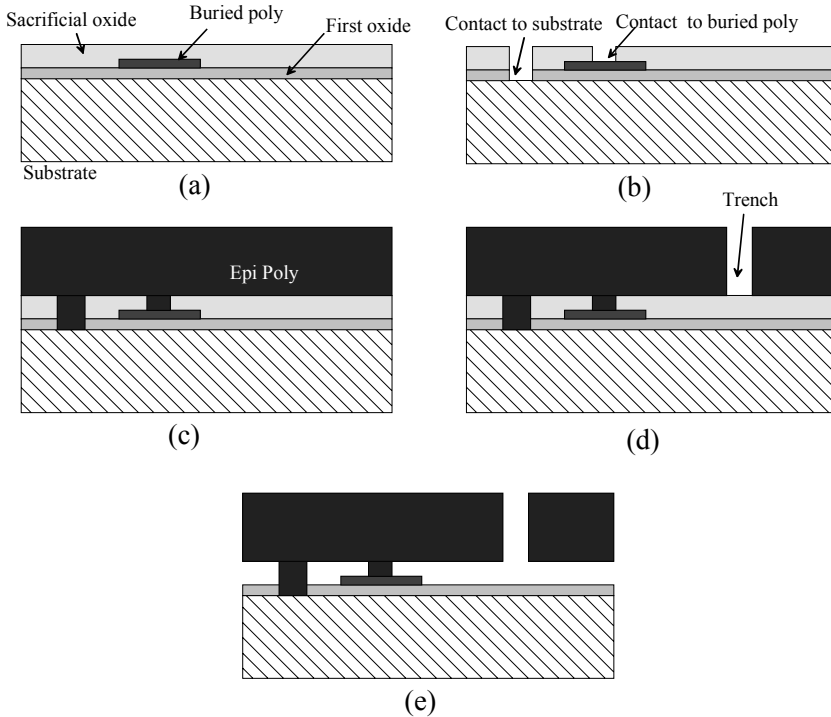 Sacrificial oxide
Buried poly
First oxide
Substrate
(a)
Contact to substrate
Contact to buried poly
(b)
Epi Poly
(c)
Trench
(d)
(e)